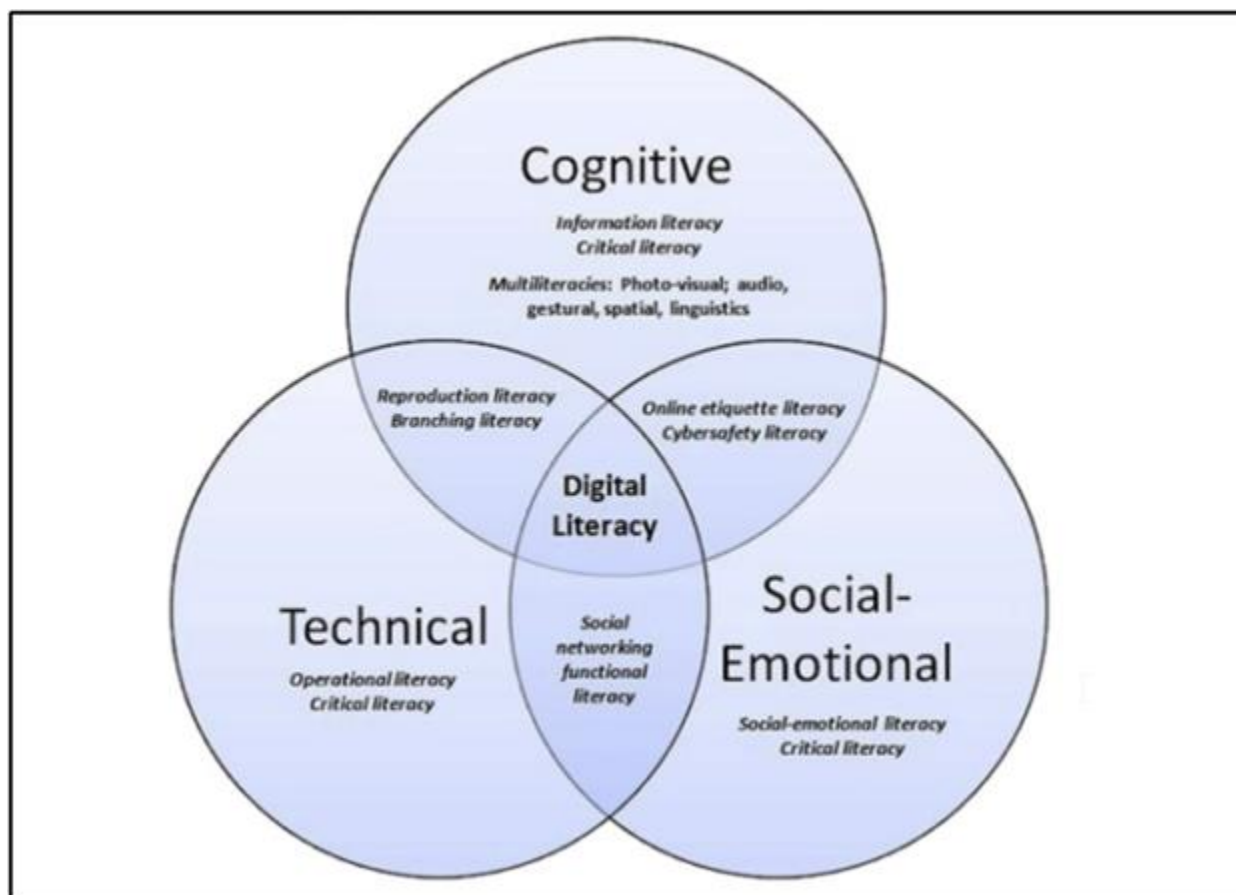 Cognitive
Information literacy
Critical literacy
Multiliteracies: Photo-visual; audio,
gestural, spatial, linguistics
Reproduction literacy
Branching literacy
Online etiquette literacy
Cybersafety literacy
Digital
Literacy
Technical
Operational literacy
Critical literacy
Social
networking
functional
literacy
Social-
Emotional
Social-emotional literacy
Critical literacy